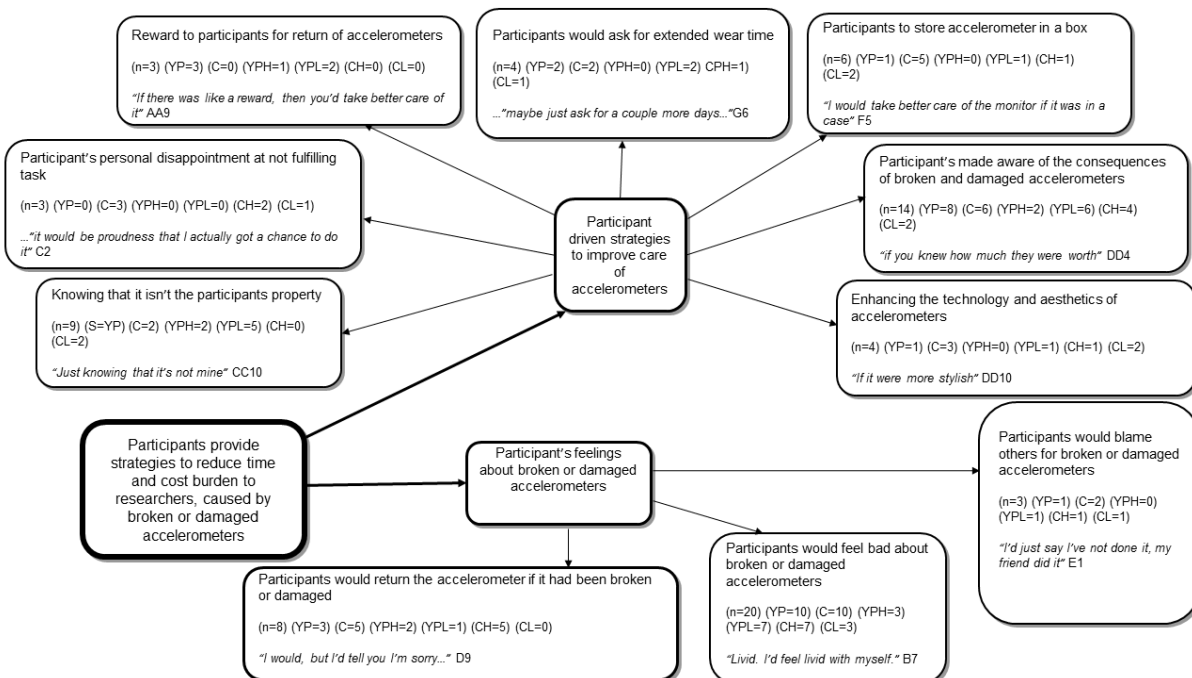 Reward to participants for return of accelerometers
(n=3) (YP=3) (C=0) (YPH=1) (YPL=2) (CH=0) (CL=0)
“If there was like a reward, then you’d take better care of
it” AA9
Participants would ask for extended wear time
(n=4) (YP=2) (C=2) (YPH=0) (YPL=2) CPH=1)
(CL=1)
…”maybe just ask for a couple more days…”G6
Participants to store accelerometer in a box
(n=6) (YP=1) (C=5) (YPH=0) (YPL=1) (CH=1)
(CL=2)
“I would take better care of the monitor if it was in a
case” F5
Participant’s personal disappointment at not fulfilling
task
(n=3) (YP=0) (C=3) (YPH=0) (YPL=0) (CH=2) (CL=1)
…”it would be proudness that I actually got a chance to do
it” C2
Participant
driven strategies
to improve care
of
accelerometers
Participant’s made aware of the consequences
of broken and damaged accelerometers
(n=14) (YP=8) (C=6) (YPH=2) (YPL=6) (CH=4)
(CL=2)
“if you knew how much they were worth” DD4
Knowing that it isn’t the participants property
(n=9) (S=YP) (C=2) (YPH=2) (YPL=5) (CH=0)
(CL=2)
“Just knowing that it’s not mine” CC10
Enhancing the technology and aesthetics of
accelerometers
(n=4) (YP=1) (C=3) (YPH=0) (YPL=1) (CH=1) (CL=2)
“If it were more stylish” DD10
Participants provide
strategies to reduce time
and cost burden to
researchers, caused by
broken or damaged
accelerometers
Participant’s feelings
about broken or damaged
accelerometers
Participants would blame
others for broken or damaged
accelerometers
(n=3) (YP=1) (C=2) (YPH=0)
(YPL=1) (CH=1) (CL=1)
“I’d just say I’ve not done it, my
friend did it” E1
Participants would return the accelerometer if it had been broken
or damaged
(n=8) (YP=3) (C=5) (YPH=2) (YPL=1) (CH=5) (CL=0)
“I would, but I’d tell you I’m sorry…” D9
Participants would feel bad about
broken or damaged
accelerometers
(n=20) (YP=10) (C=10) (YPH=3)
(YPL=7) (CH=7) (CL=3)
“Livid. I’d feel livid with myself.” B7